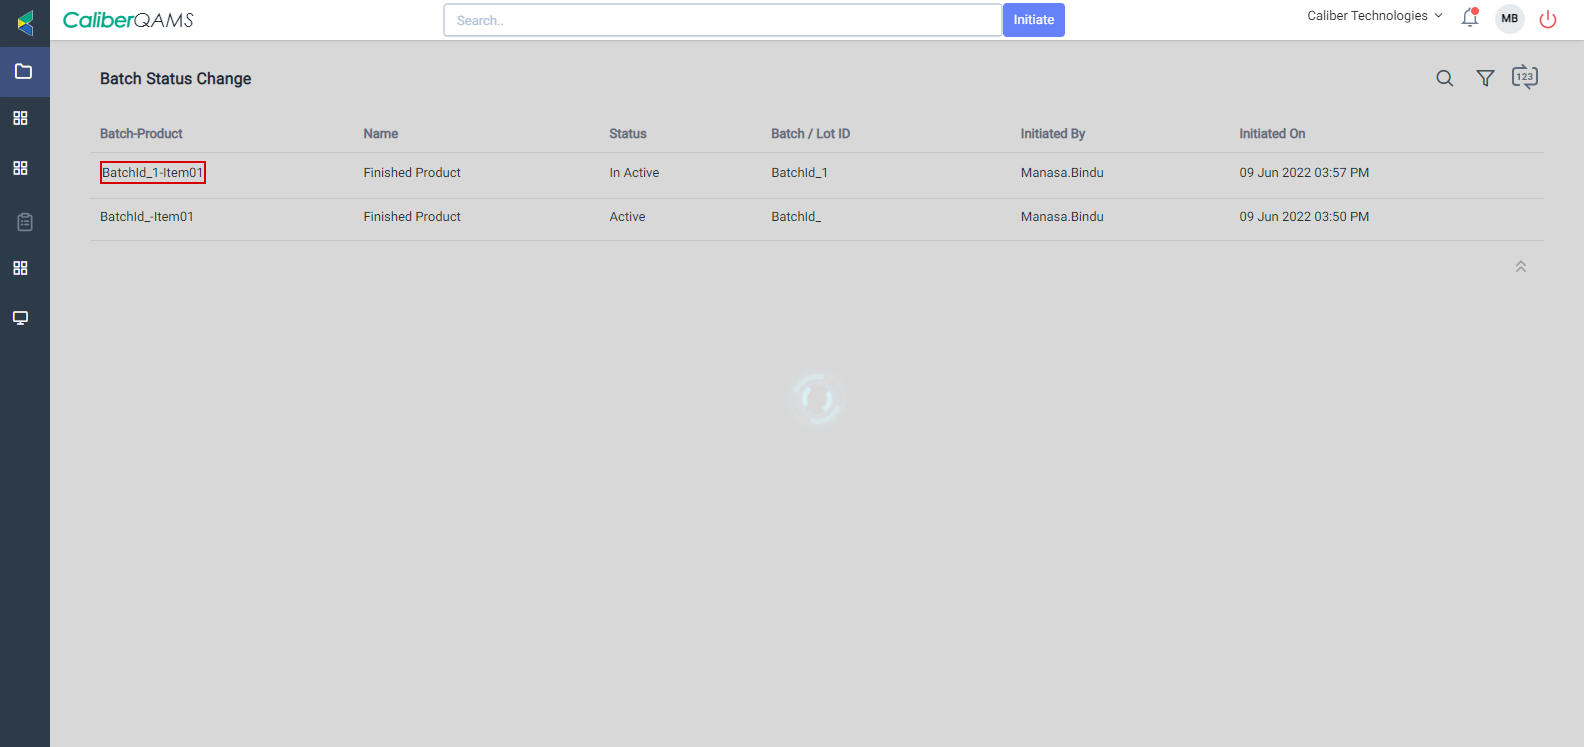 CaliberQAMS
Search..
Initiate
Caliber Technologies
MB
Batch Status Change
123
Batch-Product Name Status Batch / Lot ID Initiated By Initiated On
BatchId_1-Item01 Finished Product In Active BatchId_1 Manasa.Bindu 09 Jun 2022 03:57 PM
BatchId_-Item01 Finished Product Active BatchId_ Manasa.Bindu 09 Jun 2022 03:50 PM